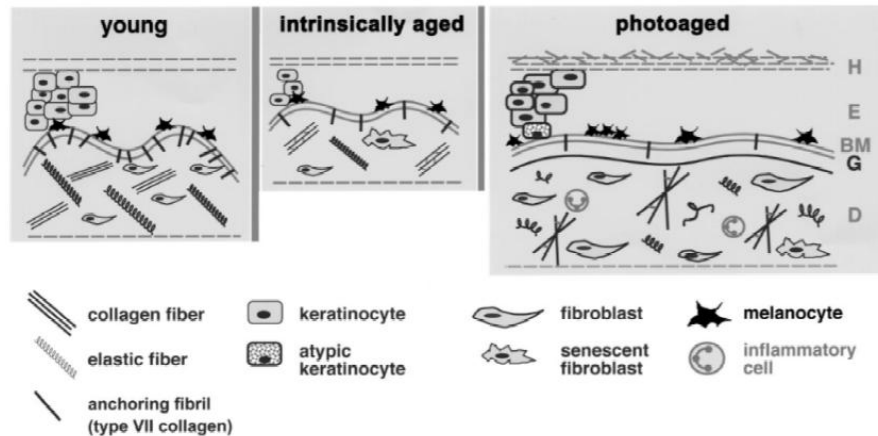 young
intrinsically aged
photoaged
H
E
BM
G
D
collagen fiber
keratinocyte
fibroblast
melanocyte
elastic fiber
atypic
keratinocyte
senescent
fibroblast
inflammatory
cell
anchoring fibril
(type VII collagen)